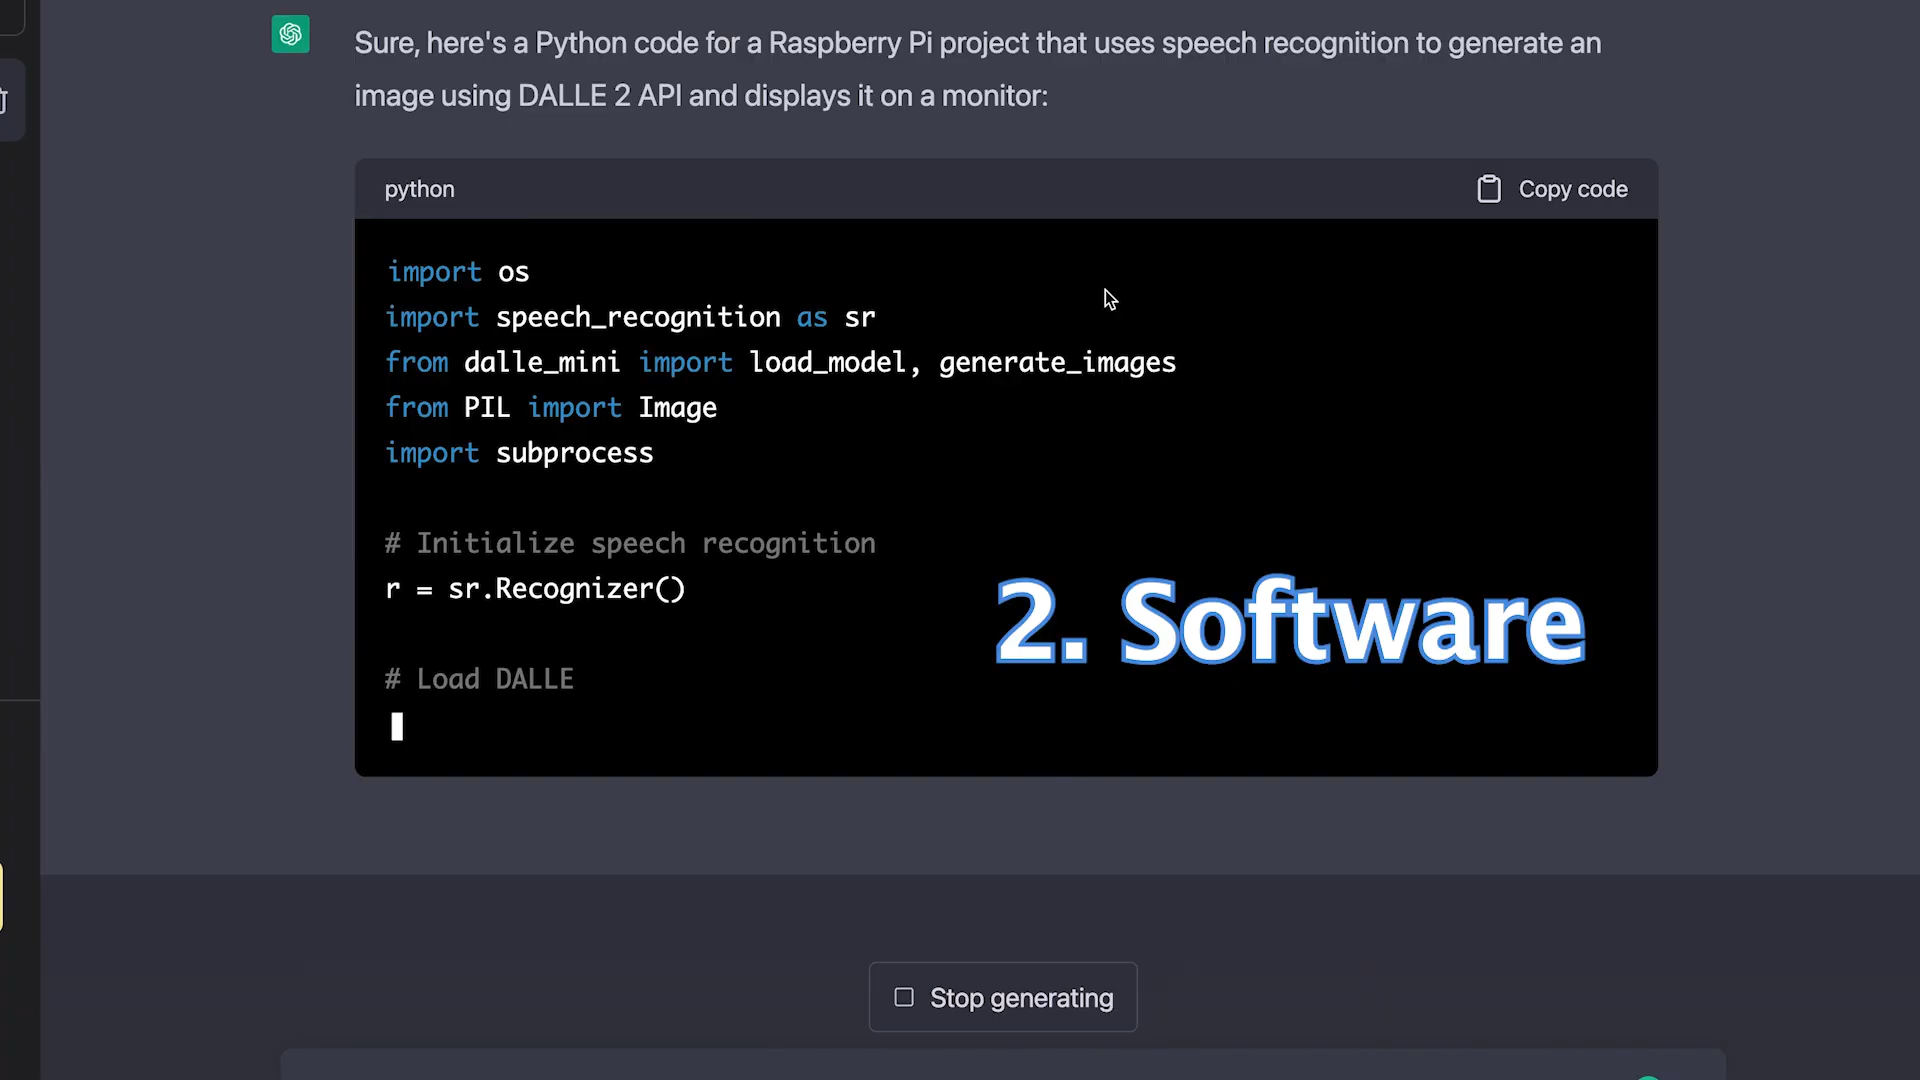 Sure, here's a Python code for a Raspberry Pi project that uses speech recognition to generate an
image using DALLE 2 API and displays it on a monitor:
python
Copy code
import os
import speech_recognition as sr
from dalle_mini import load_model, generate_images
from PIL import Image
import subprocess
# Initialize speech recognition
r = sr.Recognizer()
2. Software
# Load DALLE
Stop generating